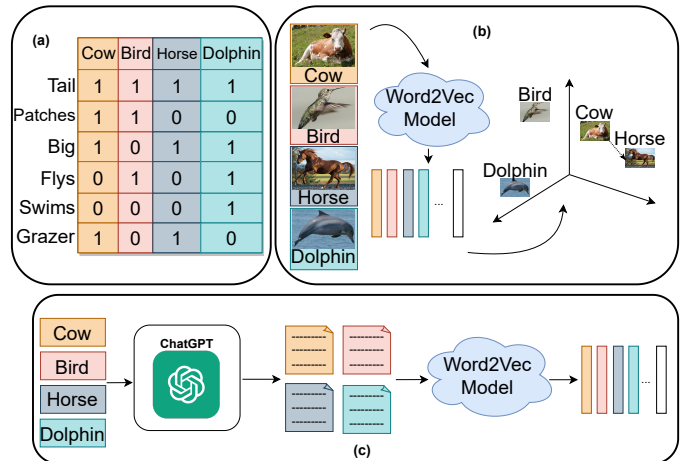 (a)
Cow Bird Horse Dolphin
Tail 1 1 1 1
Patches 1 1 0 0
Big 1 0 1 1
Flys 0 1 0 0
Swims 0 0 0 1
Grazer 1 0 1 0
(b)
Cow
Bird
Horse
Dolphin
Word2Vec
Model
...
Bird
Cow
Horse
Dolphin
Cow
Bird
Horse
Dolphin
ChatGPT
Word2Vec
Model
...
(c)